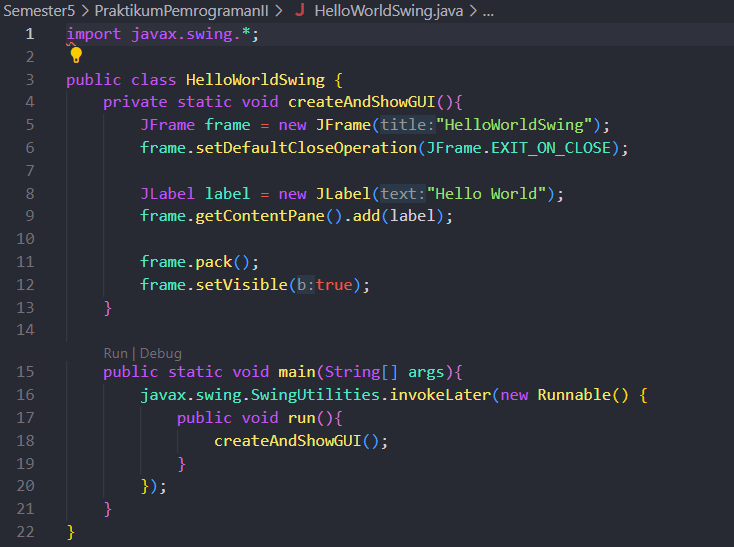 Semester5 > PraktikumPemrogramanII > J HelloWorldSwing.java > ...
1 import javax.swing.*;
2
3 public class HelloWorldSwing {
4 private static void createAndShowGUI(){
5 JFrame frame = new JFrame(title:"HelloWorldSwing");
6 frame.setDefaultCloseOperation(JFrame.EXIT_ON_CLOSE);
7
8 JLabel label = new JLabel(text:"Hello World");
9 frame.getContentPane().add(label);
10
11 frame.pack();
12 frame.setVisible(b:true);
13 }
14
Run | Debug
15 public static void main(String[] args){
16 javax.swing.SwingUtilities.invokeLater(new Runnable() {
17 public void run(){
18 createAndShowGUI();
19 }
20 });
21 }
22 }